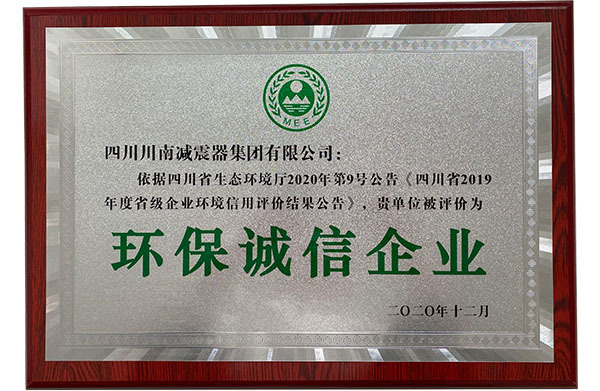 MEE
四川川南减震器集团有限公司：
依据四川省生态环境厅2020年第9号公告《四川省2019
年度省级企业环境信用评价结果公告》，贵单位被评价为
环保诚信企业
二〇二〇年十二月